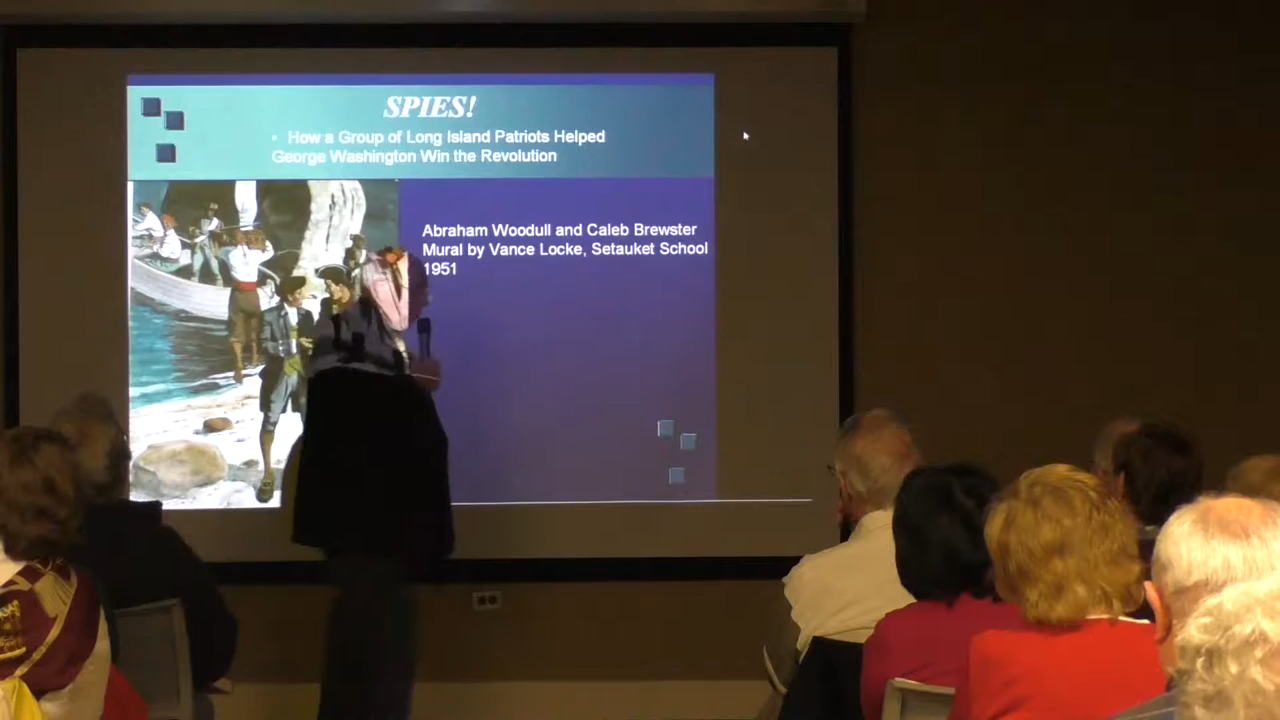 SPIES!
• How a Group of Long Island Patriots Helped
George Washington Win the Revolution
Abraham Woodull and Caleb Brewster
Mural by Vance Locke, Setauket School
1951